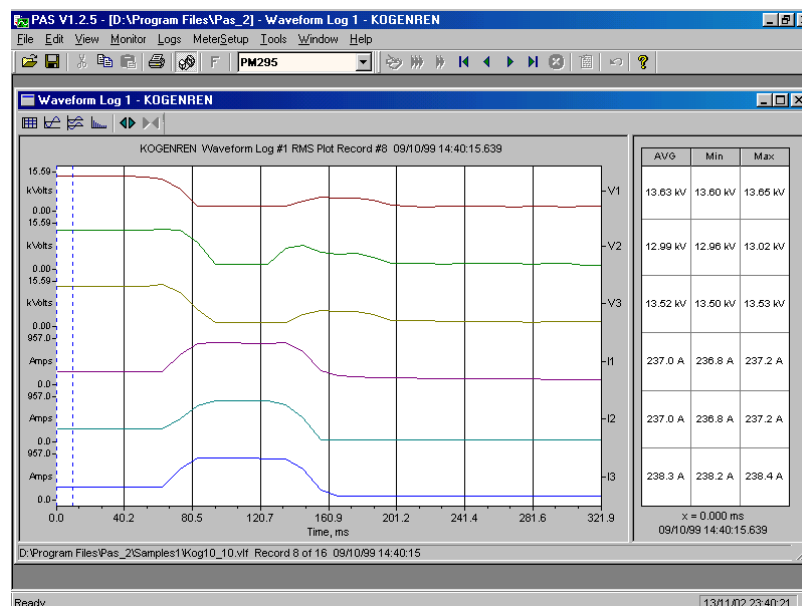 PAS V1.2.5 - [D:\Program Files\Pas_2] - Waveform Log 1 - KOGENREN
File Edit View Monitor Logs MeterSetup Tools Window Help
F PM295
Waveform Log 1 - KOGENREN
KOGENREN Waveform Log #1 RMS Plot Record #8 09/10/99 14:40:15.639
AVG Min Max
15.59
kVolts
0.00
V1
13.63 kV 13.60 kV 13.65 kV
15.59
kVolts
0.00
V2
12.99 kV 12.96 kV 13.02 kV
15.59
kVolts
0.00
V3
13.52 kV 13.50 kV 13.53 kV
957.0
Amps
0.0
I1
237.0 A 236.8 A 237.2 A
957.0
Amps
0.0
I2
237.0 A 236.8 A 237.2 A
957.0
Amps
0.0
I3
238.3 A 238.2 A 238.4 A
0.0 40.2 80.5 120.7 160.9 201.2 241.4 281.6 321.9
Time, ms
x = 0.000 ms
09/10/99 14:40:15.639
D:\Program Files\Pas_2\Samples1\Kog10_10.vlf Record 8 of 16 09/10/99 14:40:15
Ready 13/11/02 23:40:21